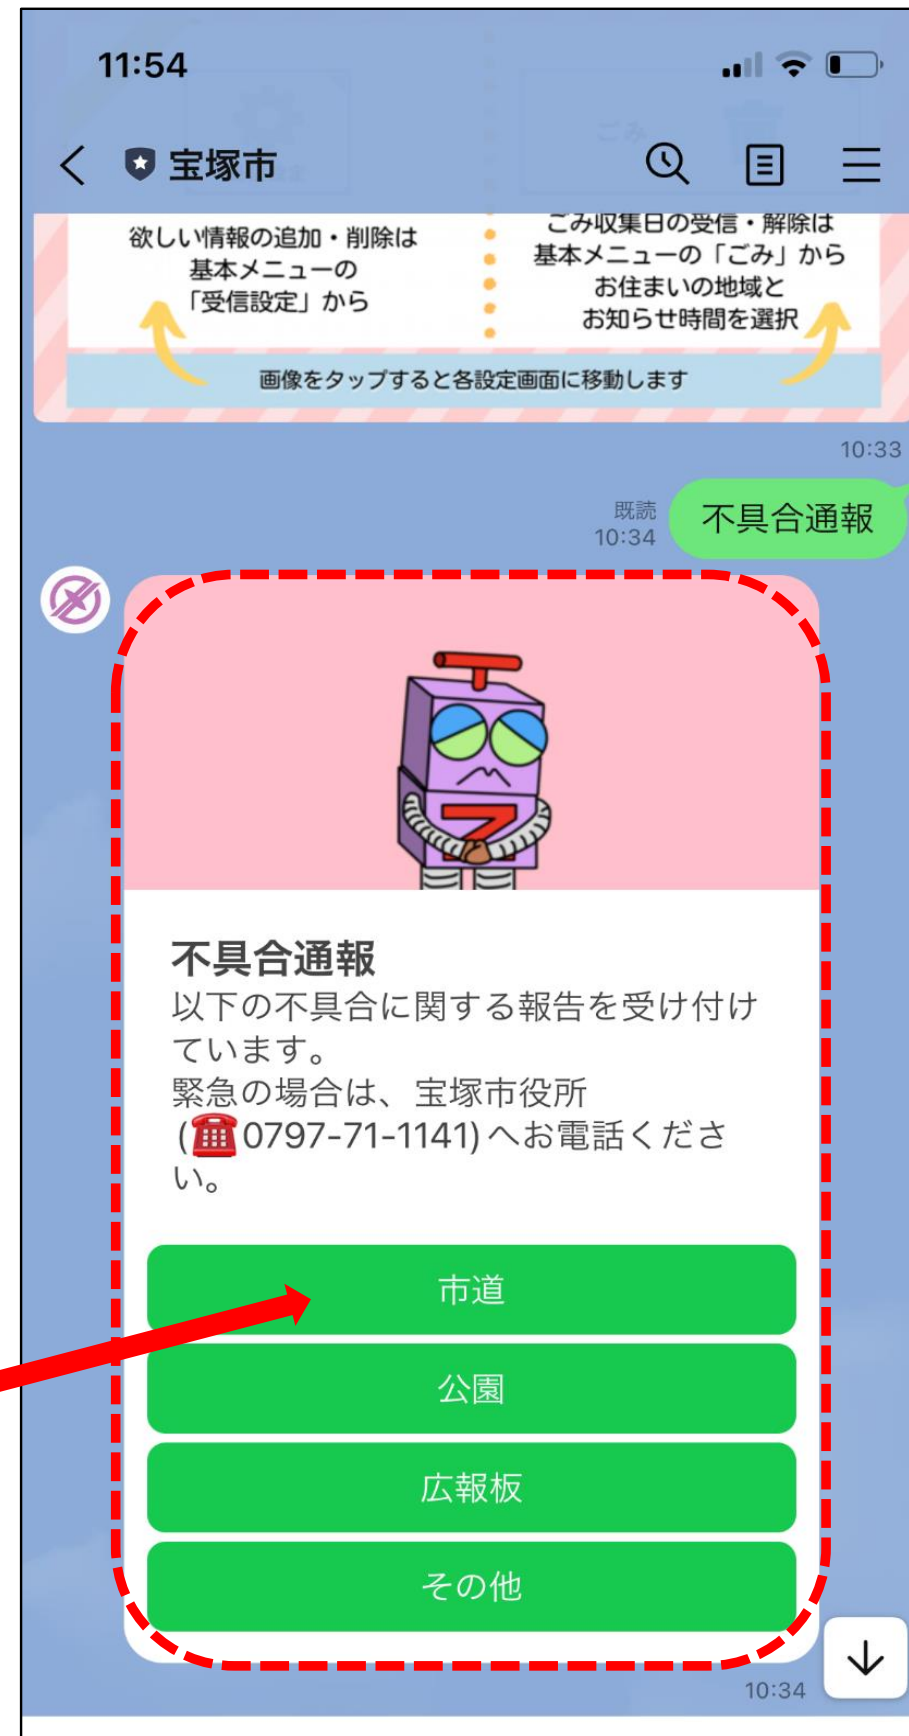 11:54
宝塚市
欲しい情報の追加・削除は
基本メニューの
「受信設定」から
ごみ収集日の受信・解除は
基本メニューの「ごみ」から
お住まいの地域と
お知らせ時間を選択
画像をタップすると各設定画面に移動します
10:33
既読
10:34
不具合通報
Z
不具合通報
以下の不具合に関する報告を受け付け
ています。
緊急の場合は、宝塚市役所
(☎0797-71-1141)へお電話くださ
い。
市道
公園
広報板
その他
10:34